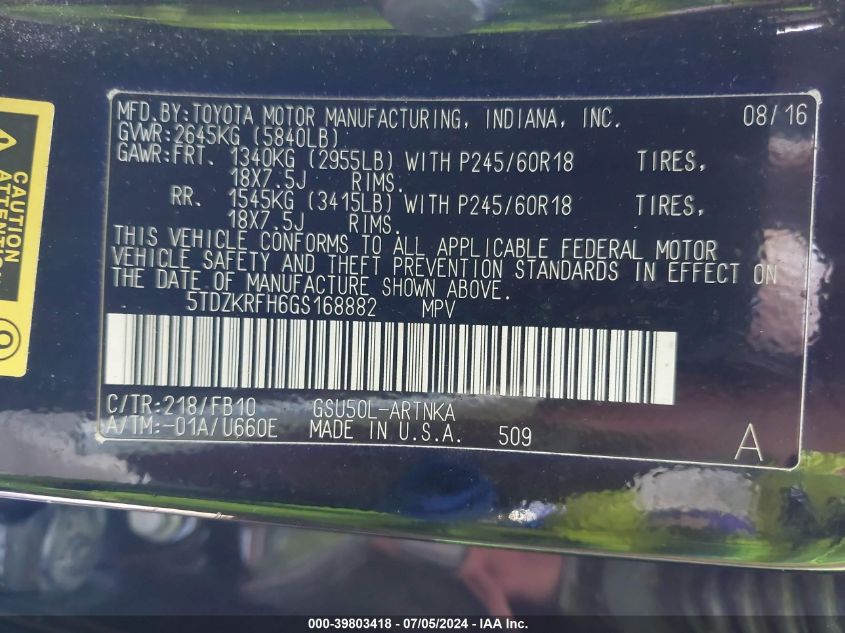 CAUTION
MFD.BY:TOYOTA MOTOR MANUFACTURING, INDIANA, INC. 08/16
GVWR:2645KG (5840LB)
GAWR:FRT. 1340KG (2955LB) WITH P245/60R18 TIRES,
18X7.5J RIMS.
RR. 1545KG (3415LB) WITH P245/60R18 TIRES,
18X7.5J RIMS.
THIS VEHICLE CONFORMS TO ALL APPLICABLE FEDERAL MOTOR
VEHICLE SAFETY AND THEFT PREVENTION STANDARDS IN EFFECT ON
THE DATE OF MANUFACTURE SHOWN ABOVE.
5TDZKRFH6GS168882 MPV
C/TR:218/FB10 GSU50L-ARTNKA
A/TM:-01A/U660E MADE IN U.S.A. 509 A
000-39803418 - 07/05/2024 - IAA Inc.